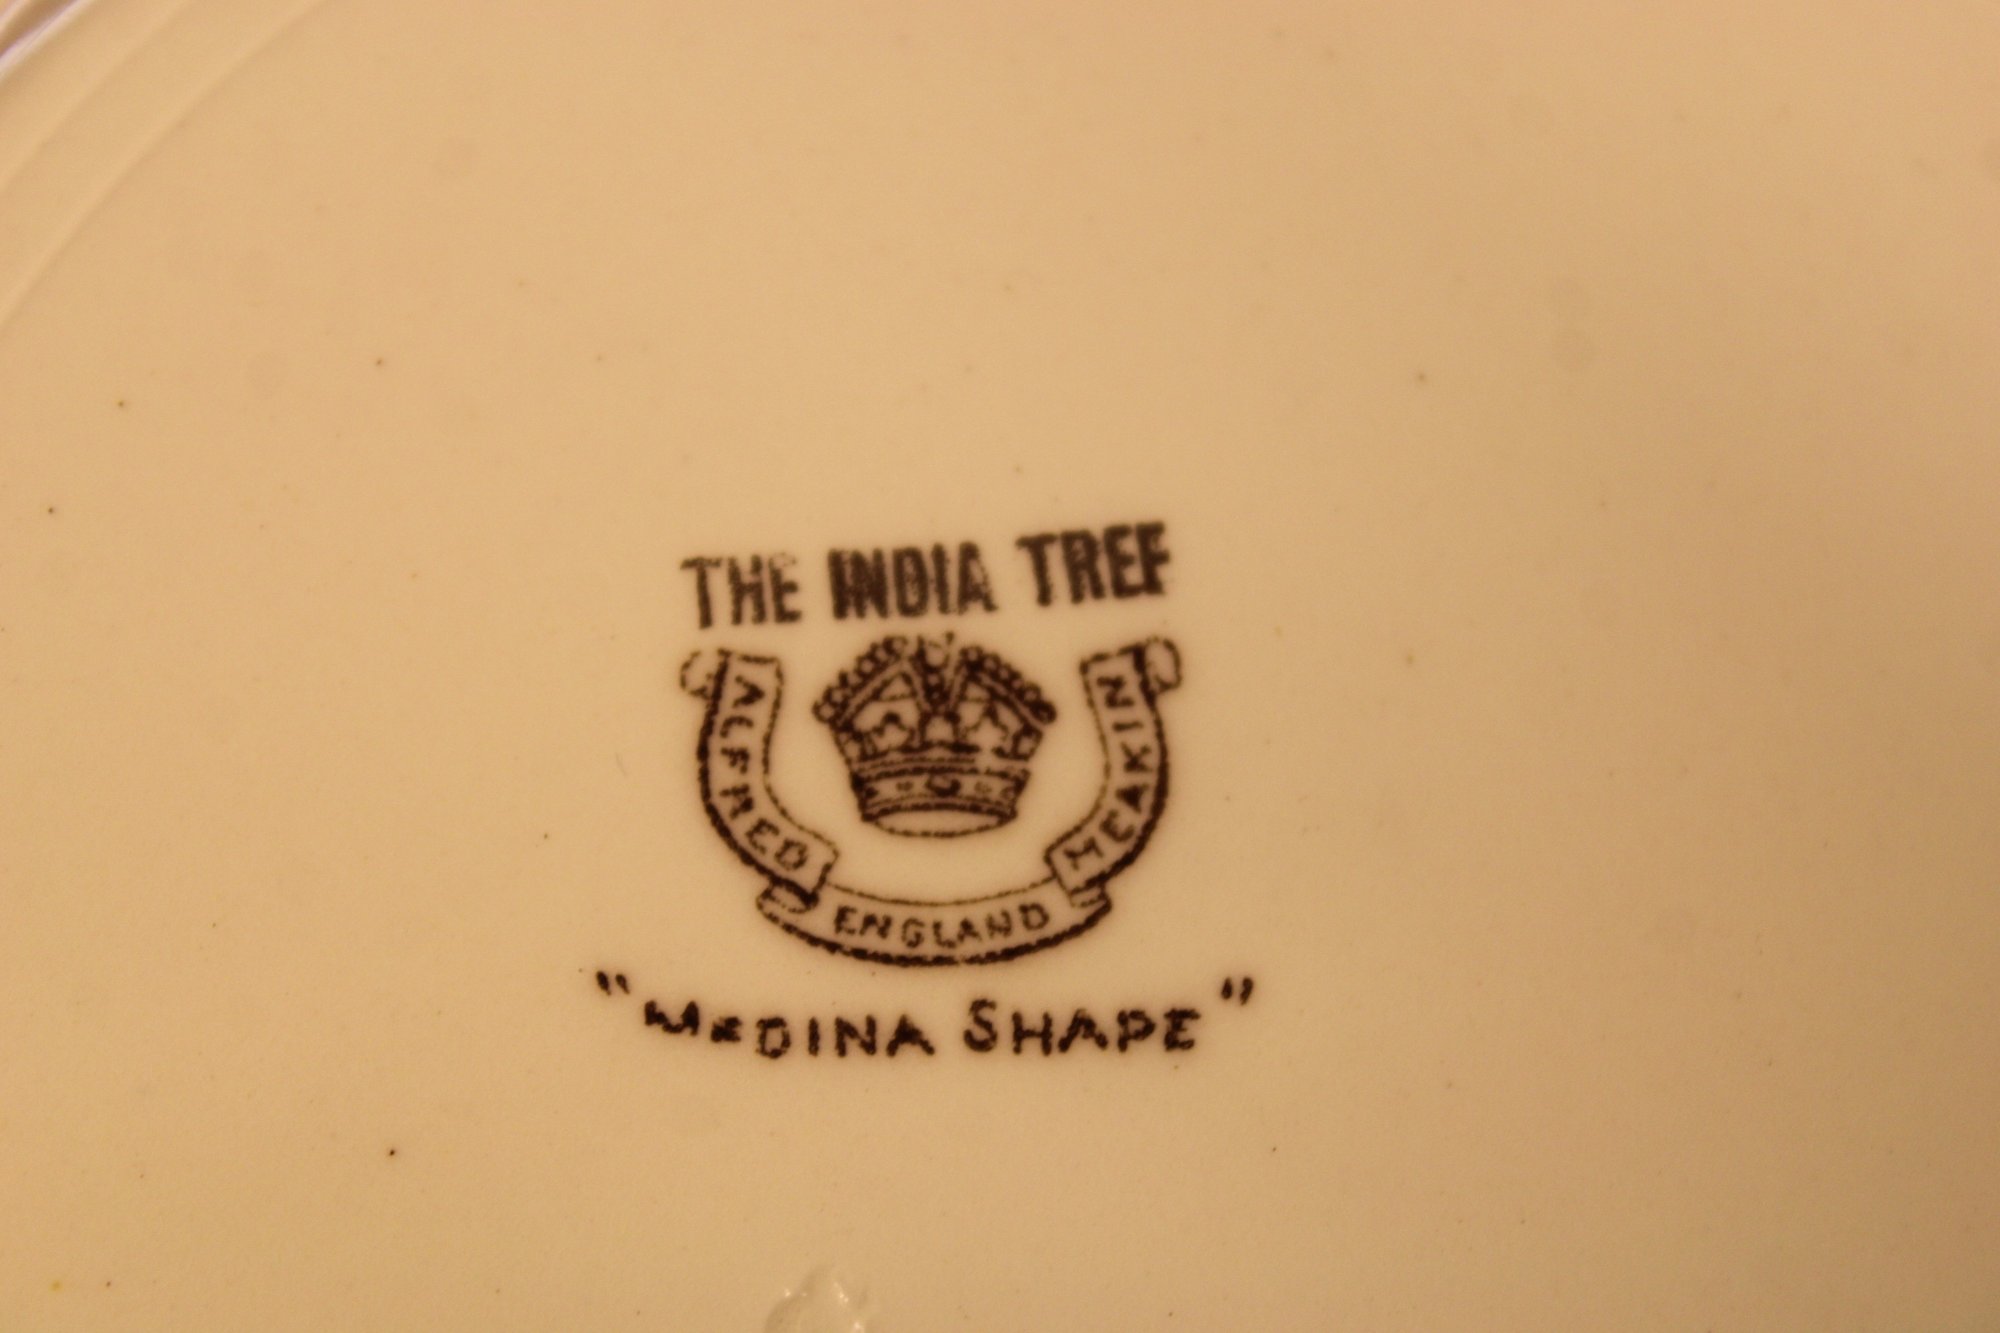 THE INDIA TREE
ALFRED MEAKIN
ENGLAND
"MEDINA SHAPE"